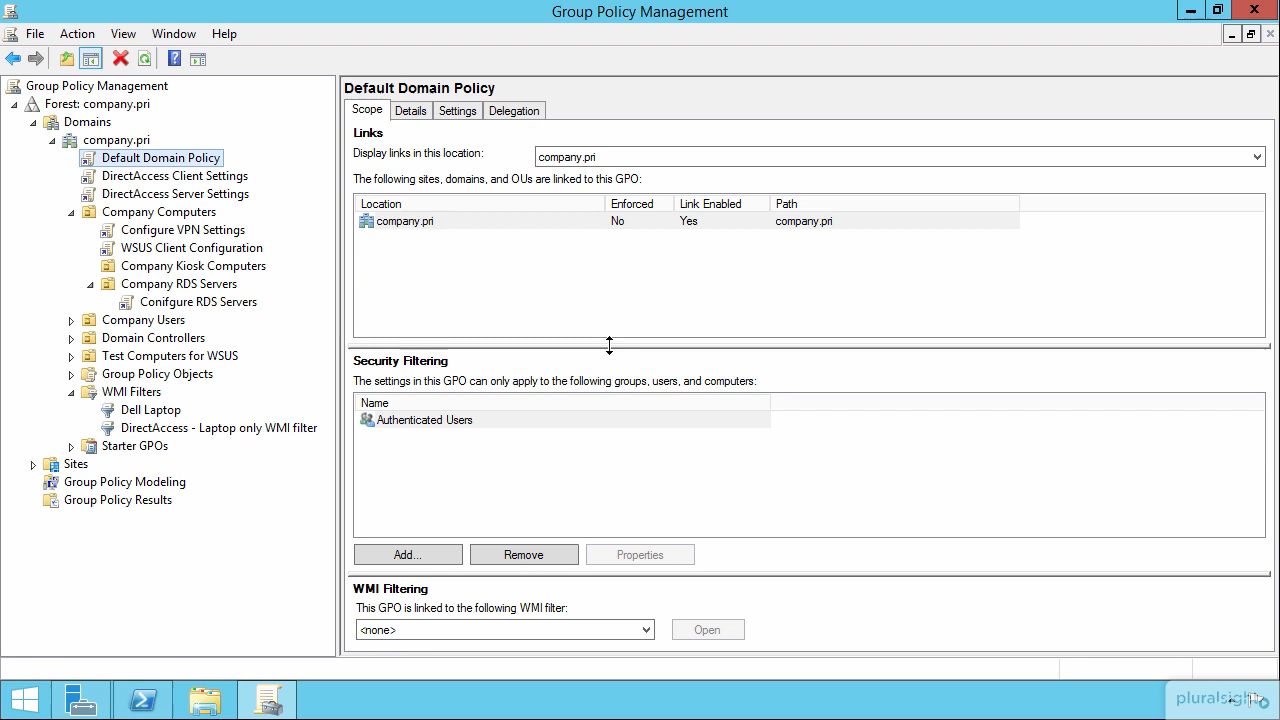 Group Policy Management
File Action View Window Help
Group Policy Management
Forest: company.pri
Domains
company.pri
Default Domain Policy
DirectAccess Client Settings
DirectAccess Server Settings
Company Computers
Configure VPN Settings
WSUS Client Configuration
Company Kiosk Computers
Company RDS Servers
Conifgure RDS Servers
Company Users
Domain Controllers
Test Computers for WSUS
Group Policy Objects
WMI Filters
Dell Laptop
DirectAccess - Laptop only WMI filter
Starter GPOs
Sites
Group Policy Modeling
Group Policy Results
Default Domain Policy
Scope Details Settings Delegation
Links
Display links in this location: company.pri
The following sites, domains, and OUs are linked to this GPO:
Location Enforced Link Enabled Path
company.pri No Yes company.pri
Security Filtering
The settings in this GPO can only apply to the following groups, users, and computers:
Name
Authenticated Users
Add... Remove Properties
WMI Filtering
This GPO is linked to the following WMI filter:
<none> Open
pluralsight